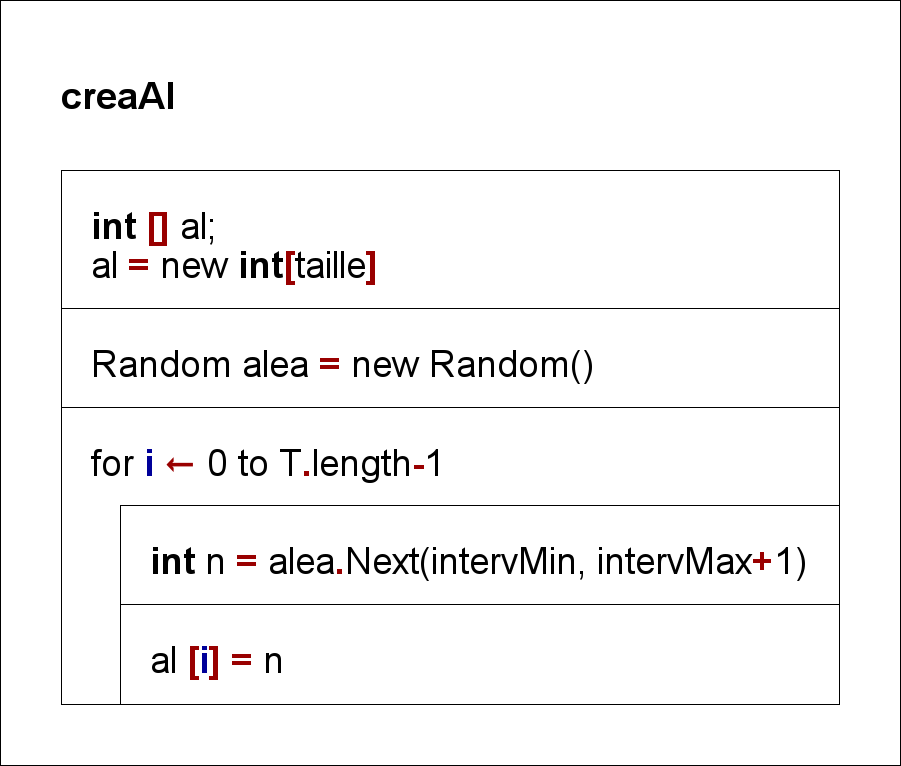 creaAl
int [] al;
al = new int[taille]
Random alea = new Random()
for i ← 0 to T.length-1
int n = alea.Next(intervMin, intervMax+1)
al [i] = n